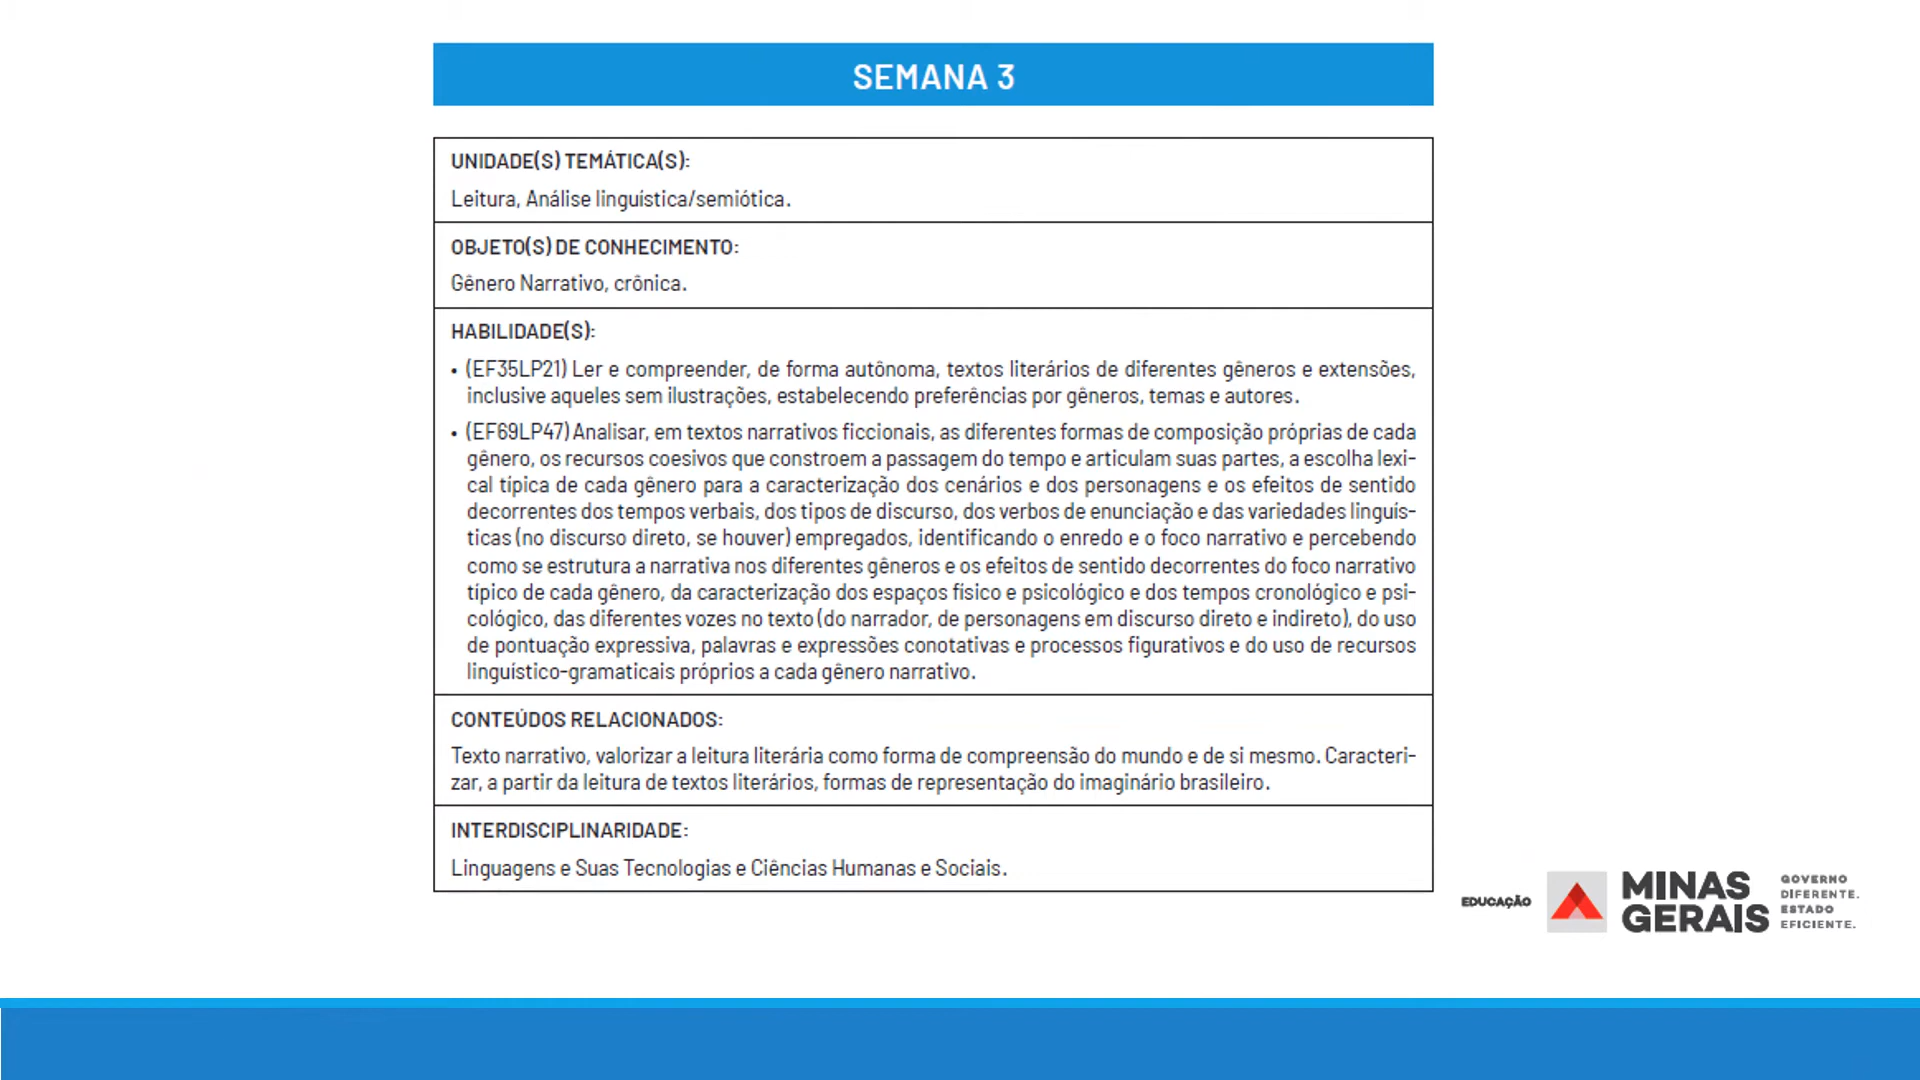 SEMANA 3
UNIDADE(S) TEMÁTICA(S):
Leitura, Análise linguística/semiótica.
OBJETO(S) DE CONHECIMENTO:
Gênero Narrativo, crônica.
HABILIDADE(S):
• (EF35LP21) Ler e compreender, de forma autônoma, textos literários de diferentes gêneros e extensões,
inclusive aqueles sem ilustrações, estabelecendo preferências por gêneros, temas e autores.
• (EF69LP47) Analisar, em textos narrativos ficcionais, as diferentes formas de composição próprias de cada
gênero, os recursos coesivos que constroem a passagem do tempo e articulam suas partes, a escolha lexi-
cal típica de cada gênero para a caracterização dos cenários e dos personagens e os efeitos de sentido
decorrentes dos tempos verbais, dos tipos de discurso, dos verbos de enunciação e das variedades linguís-
ticas (no discurso direto, se houver) empregados, identificando o enredo e o foco narrativo e percebendo
como se estrutura a narrativa nos diferentes gêneros e os efeitos de sentido decorrentes do foco narrativo
típico de cada gênero, da caracterização dos espaços físico e psicológico e dos tempos cronológico e psi-
cológico, das diferentes vozes no texto (do narrador, de personagens em discurso direto e indireto), do uso
de pontuação expressiva, palavras e expressões conotativas e processos figurativos e do uso de recursos
linguístico-gramaticais próprios a cada gênero narrativo.
CONTEÚDOS RELACIONADOS:
Texto narrativo, valorizar a leitura literária como forma de compreensão do mundo e de si mesmo. Caracteri-
zar, a partir da leitura de textos literários, formas de representação do imaginário brasileiro.
INTERDISCIPLINARIDADE:
Linguagens e Suas Tecnologias e Ciências Humanas e Sociais.
EDUCAÇÃO
MINAS
GERAIS
GOVERNO
DIFERENTE.
ESTADO
EFICIENTE.